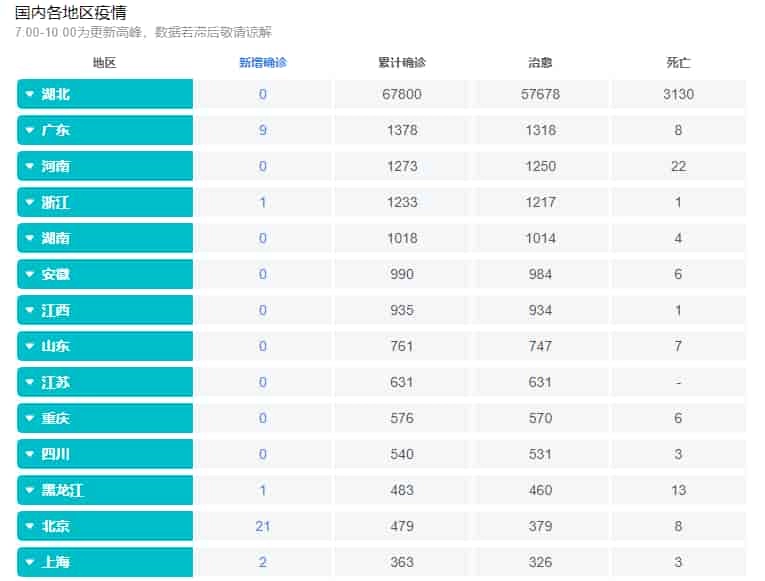 国内各地区疫情
7:00-10:00为更新高峰，数据若滞后敬请谅解
地区 新增确诊 累计确诊 治愈 死亡
湖北 0 67800 57678 3130
广东 9 1378 1318 8
河南 0 1273 1250 22
浙江 1 1233 1217 1
湖南 0 1018 1014 4
安徽 0 990 984 6
江西 0 935 934 1
山东 0 761 747 7
江苏 0 631 631 -
重庆 0 576 570 6
四川 0 540 531 3
黑龙江 1 483 460 13
北京 21 479 379 8
上海 2 363 326 3